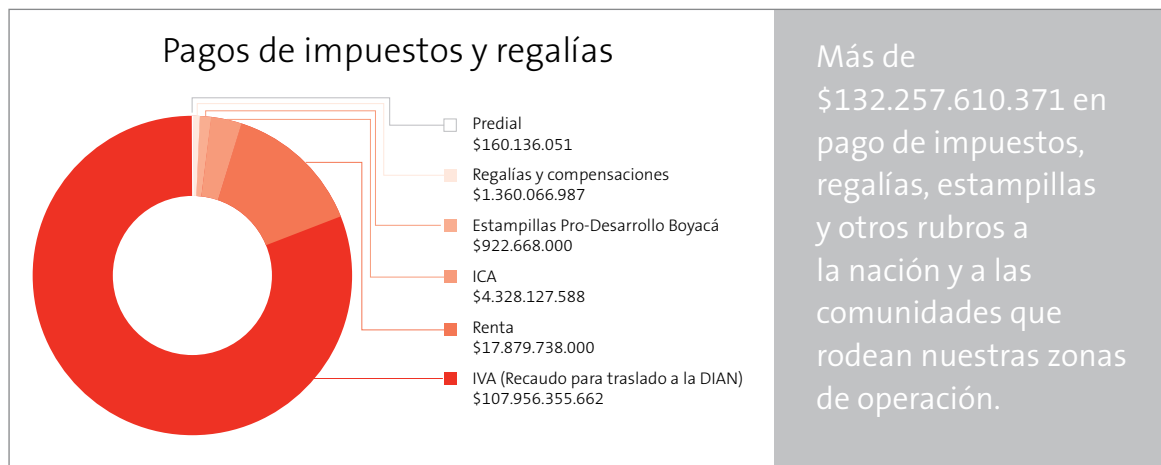 Pagos de impuestos y regalías
Predial
$160.136.051
Regalías y compensaciones
$1.360.066.987
Estampillas Pro-Desarrollo Boyacá
$922.668.000
ICA
$4.328.127.588
Renta
$17.879.738.000
IVA (Recaudo para traslado a la DIAN)
$107.956.355.662
Más de
$132.257.610.371 en
pago de impuestos,
regalías, estampillas
y otros rubros a
la nación y a las
comunidades que
rodean nuestras zonas
de operación.